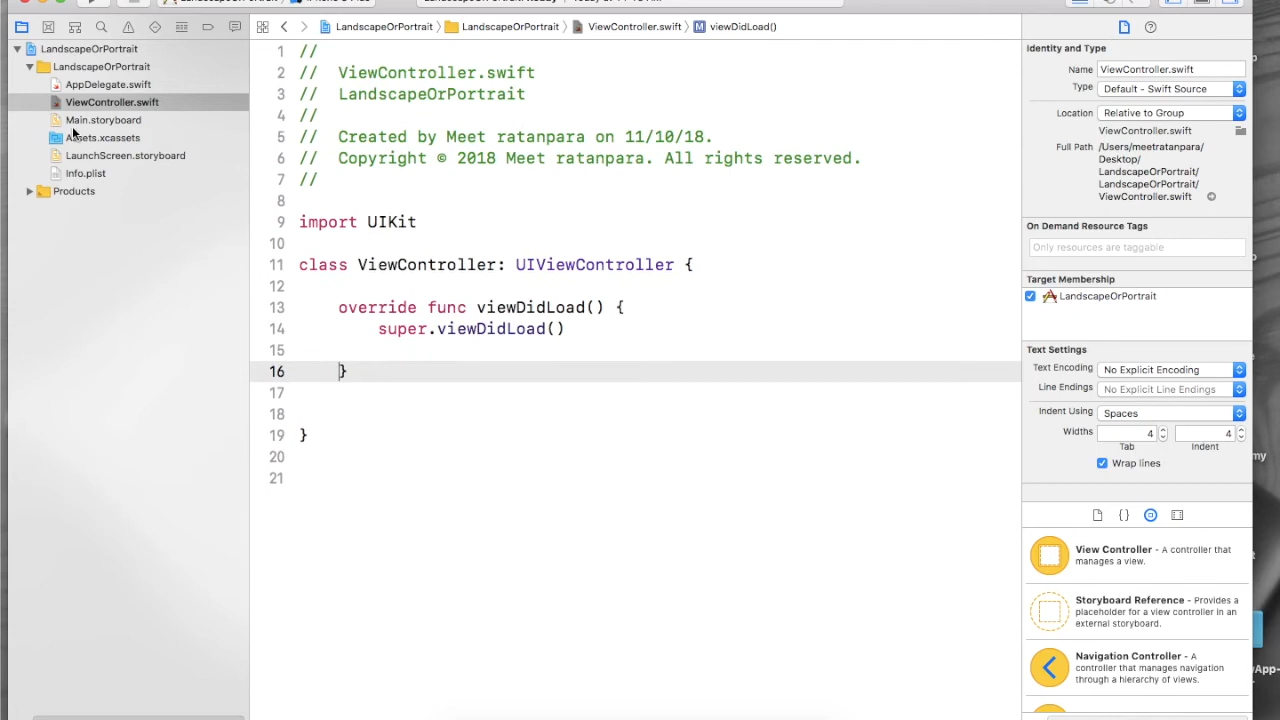 LandscapeOrPortrait
LandscapeOrPortrait
ViewController.swift
viewDidLoad()
LandscapeOrPortrait
LandscapeOrPortrait
AppDelegate.swift
ViewController.swift
Main.storyboard
Assets.xcassets
LaunchScreen.storyboard
Info.plist
Products
1 //
2 // ViewController.swift
3 // LandscapeOrPortrait
4 //
5 // Created by Meet ratanpara on 11/10/18.
6 // Copyright © 2018 Meet ratanpara. All rights reserved.
7 //
8
9 import UIKit
10
11 class ViewController: UIViewController {
12
13 override func viewDidLoad() {
14 super.viewDidLoad()
15
16 }
17
18
19 }
20
21
Identity and Type
Name ViewController.swift
Type Default - Swift Source
Location Relative to Group
ViewController.swift
Full Path /Users/meetratanpara/
Desktop/
LandscapeOrPortrait/
LandscapeOrPortrait/
ViewController.swift
On Demand Resource Tags
Only resources are taggable
Target Membership
LandscapeOrPortrait
Text Settings
Text Encoding No Explicit Encoding
Line Endings No Explicit Line Endings
Indent Using Spaces
Widths 4 4
Tab Indent
Wrap lines
{ }
View Controller - A controller that
manages a view.
Storyboard Reference - Provides a
placeholder for a view controller in an
external storyboard.
Navigation Controller - A
controller that manages navigation
through a hierarchy of views.